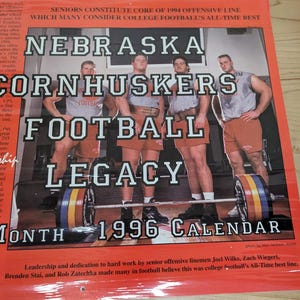 SENIORS CONSTITUTE CORE OF 1994 OFFENSIVE LINE
WHICH MANY CONSIDER COLLEGE FOOTBALL'S ALL-TIME BEST
NEBRASKA
CORNHUSKERS
FOOTBALL
LEGACY
MONTH 1996 CALENDAR
Leadership and dedication to hard work by senior offensive linemen Joel Wilks, Zach Wiegert,
Brenden Stai, and Rob Zatechka made many in football believe this was college football's All-Time best line.